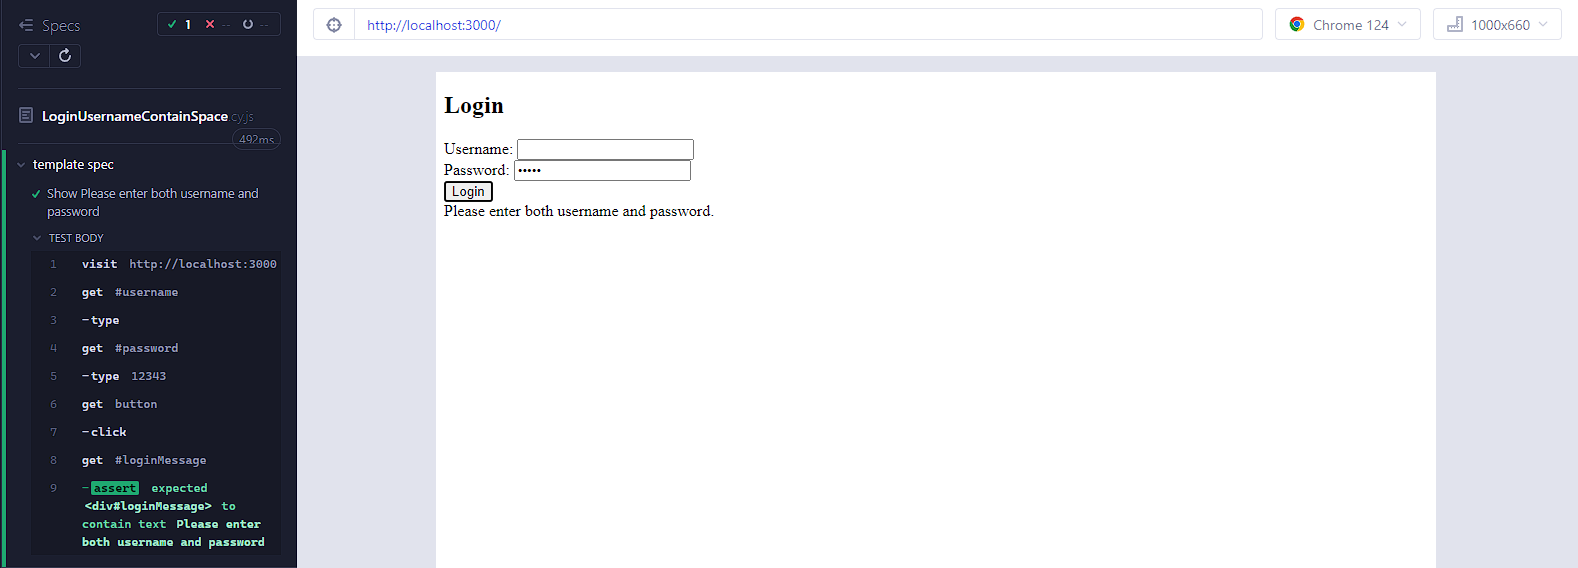 Specs
1
--
--
LoginUsernameContainSpace.cy.js
492ms
template spec
Show Please enter both username and
password
TEST BODY
1 visit http://localhost:3000
2 get #username
3 -type
4 get #password
5 -type 12343
6 get button
7 -click
8 get #loginMessage
9 -assert expected
<div#loginMessage> to
contain text Please enter
both username and password
http://localhost:3000/
Chrome 124
1000x660
Login
Username:
Password: •••••
Login
Please enter both username and password.